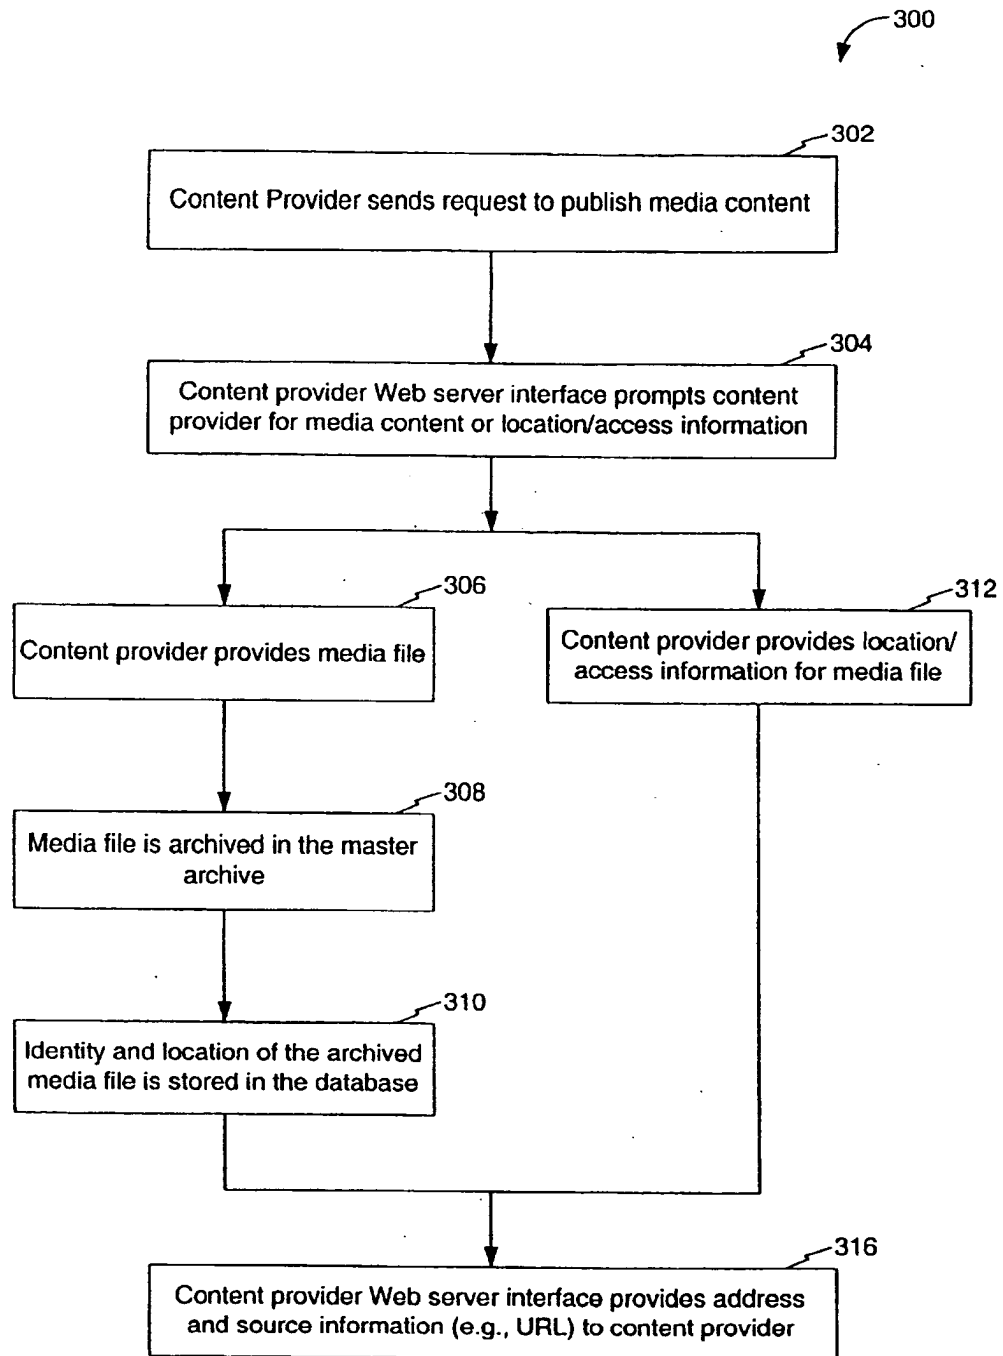 300
302
Content Provider sends request to publish media content
304
Content provider Web server interface prompts content
provider for media content or location/access information
306
Content provider provides media file
312
Content provider provides location/
access information for media file
308
Media file is archived in the master
archive
310
Identity and location of the archived
media file is stored in the database
316
Content provider Web server interface provides address
and source information (e.g., URL) to content provider